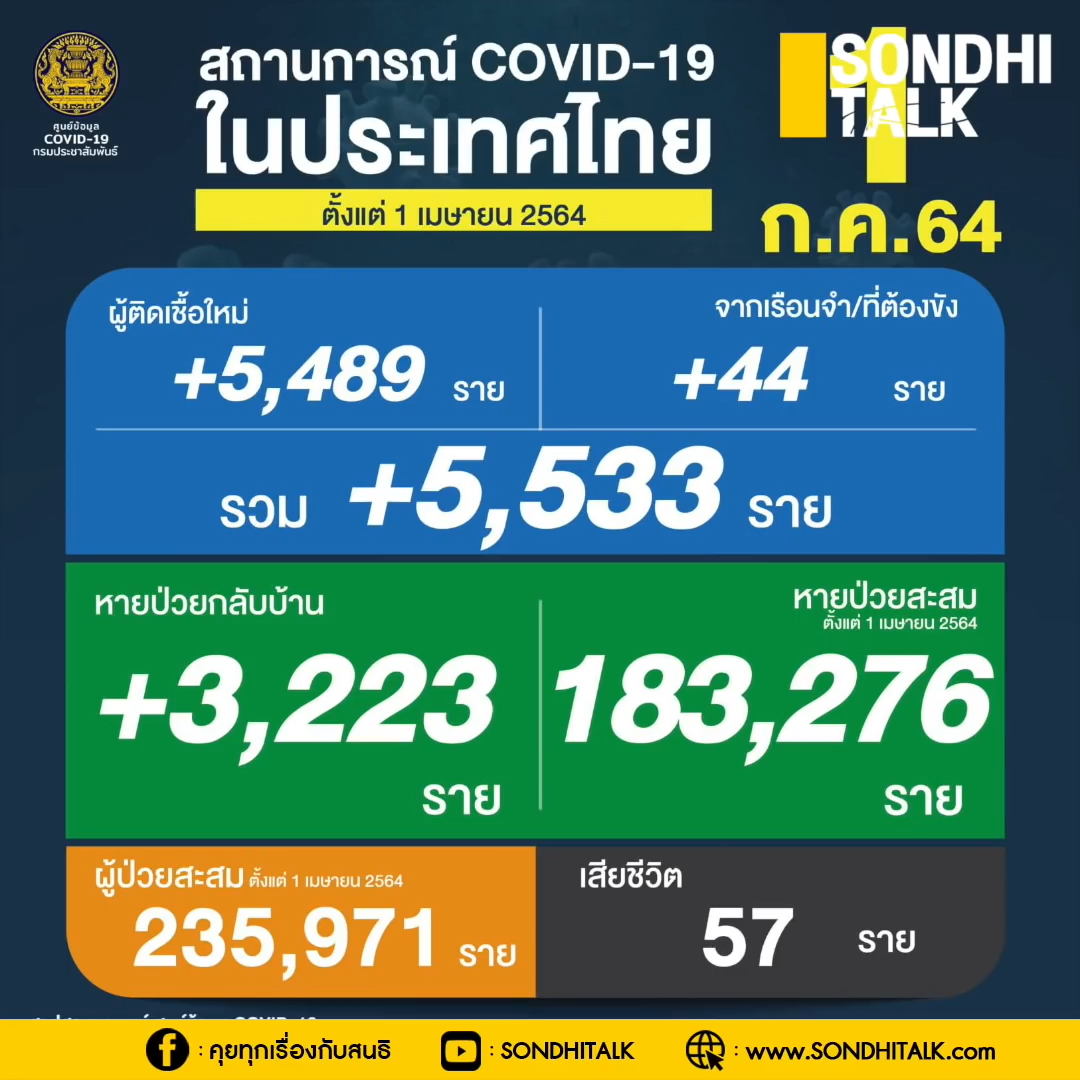 ศูนย์ข้อมูล
COVID-19
กรมประชาสัมพันธ์
สถานการณ์ COVID-19
ในประเทศไทย
ตั้งแต่ 1 เมษายน 2564
SONDHI
TALK
1
ก.ค.64
ผู้ติดเชื้อใหม่
+5,489 ราย
จากเรือนจำ/ที่ต้องขัง
+44 ราย
รวม +5,533 ราย
หายป่วยกลับบ้าน
+3,223
ราย
หายป่วยสะสม
ตั้งแต่ 1 เมษายน 2564
183,276
ราย
ผู้ป่วยสะสม ตั้งแต่ 1 เมษายน 2564
235,971 ราย
เสียชีวิต
57 ราย
: คุยทุกเรื่องกับสนธิ
: SONDHITALK
: www.SONDHITALK.com